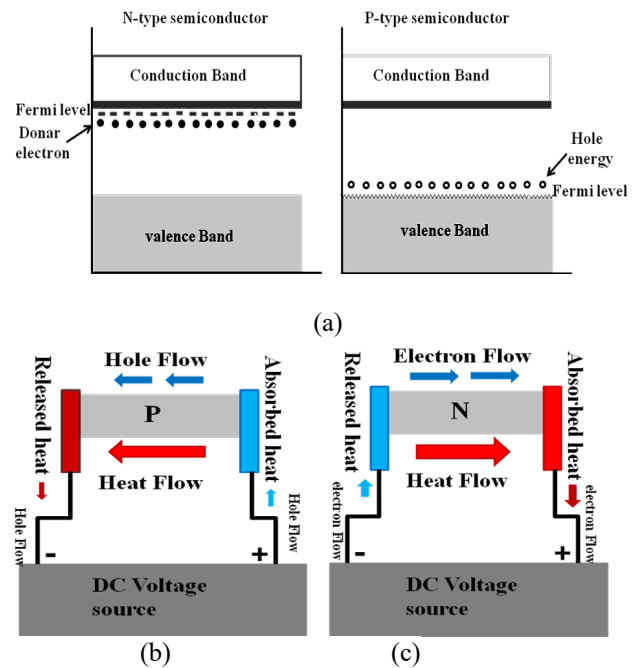 N-type semiconductor
P-type semiconductor
Conduction Band
Conduction Band
Fermi level
Donar
electron
Hole
energy
Fermi level
valence Band
valence Band
(a)
Hole Flow
Released heat
Absorbed heat
P
Heat Flow
Hole Flow
Hole Flow
-
+
DC Voltage
source
(b)
Electron Flow
Released heat
Absorbed heat
N
Heat Flow
electron Flow
electron Flow
-
+
DC Voltage
source
(c)